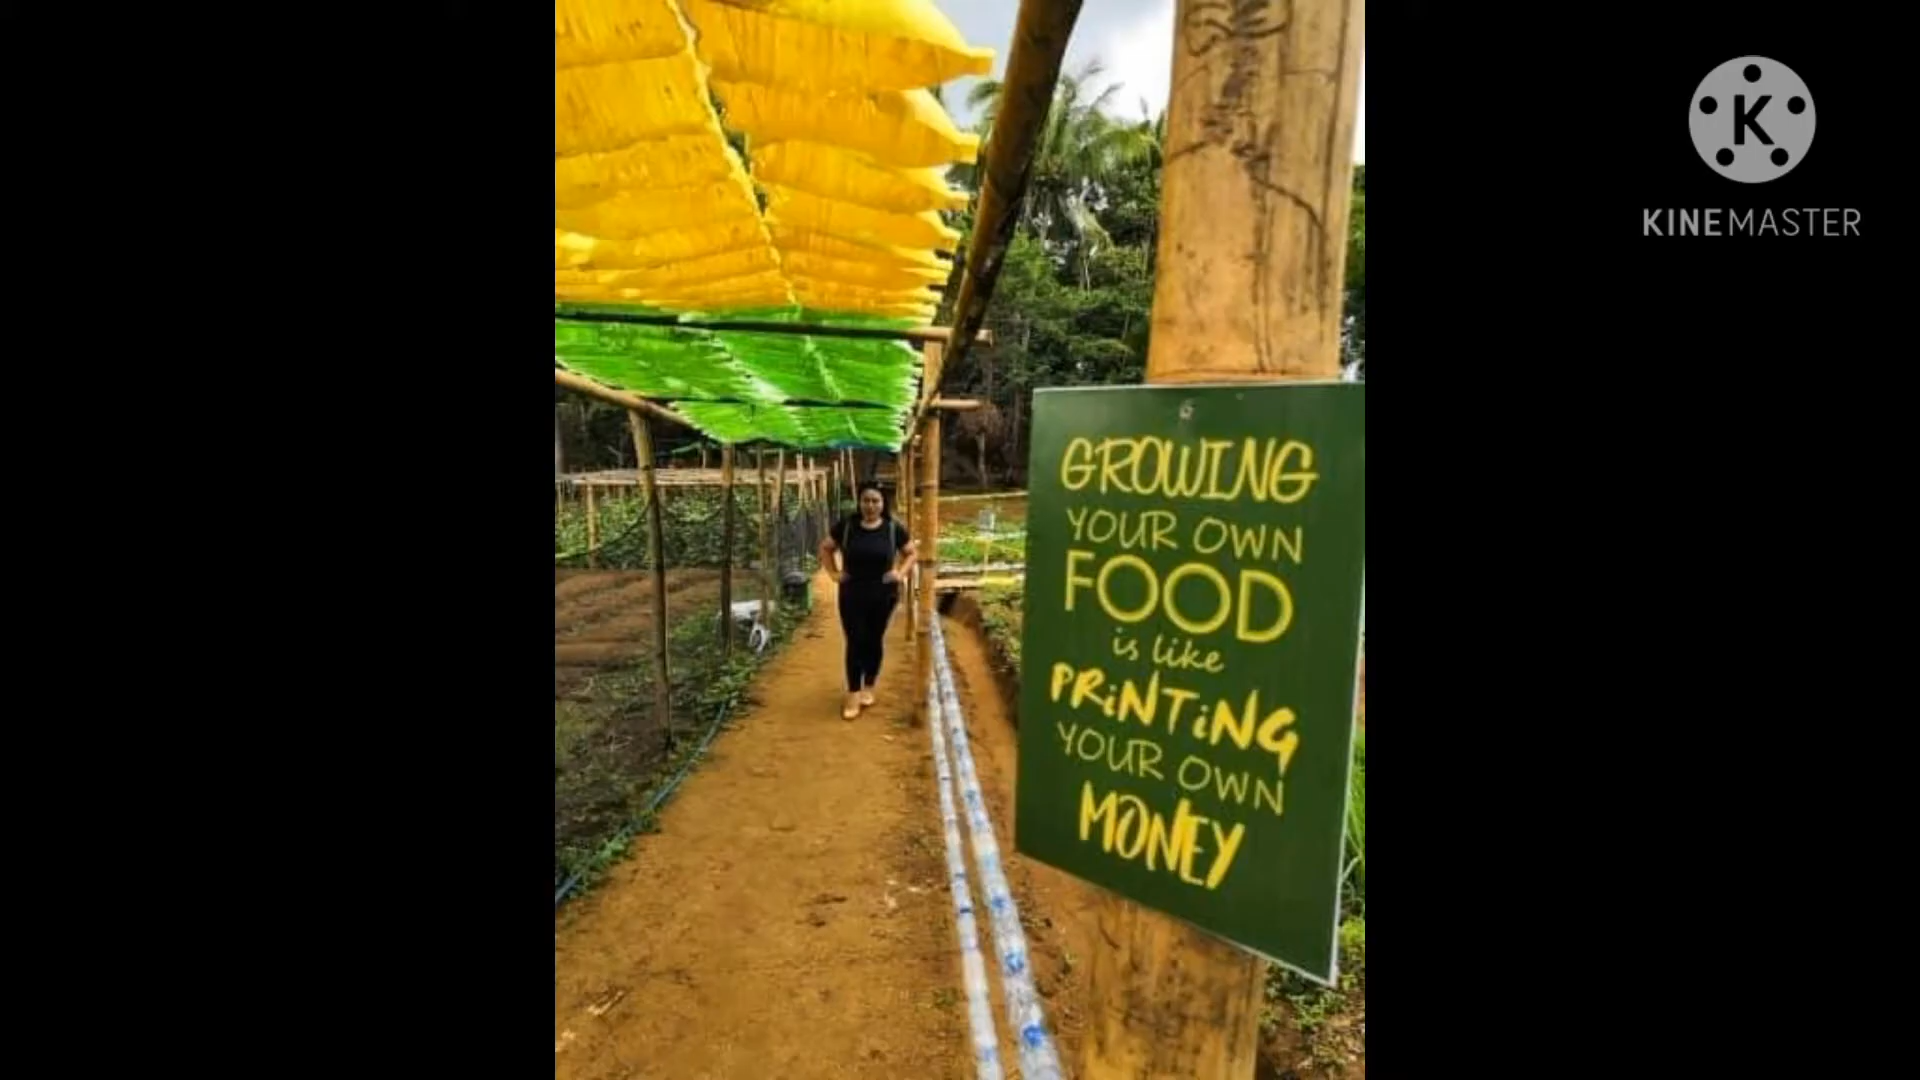 GROWING
YOUR OWN
FOOD
is like
PRiNTiNG
YOUR OWN
MONEY
K
KINEMASTER